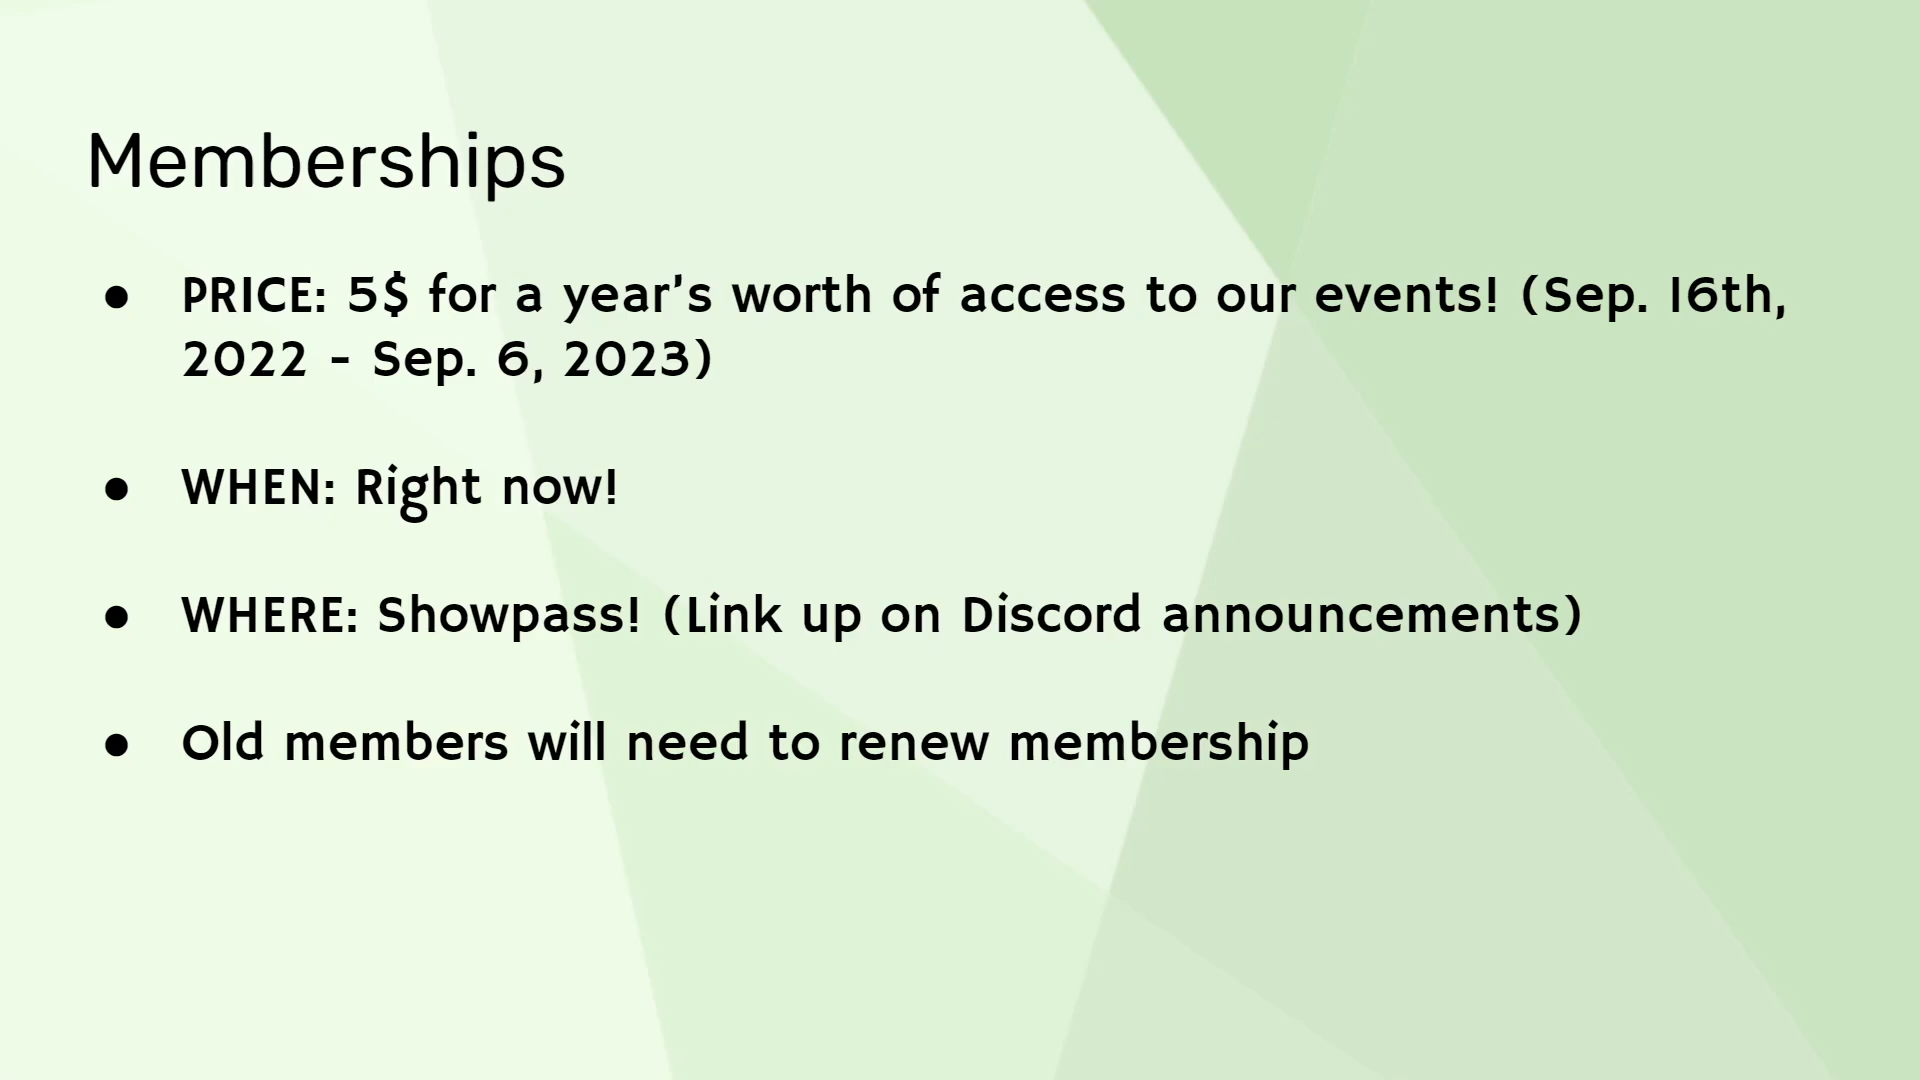 Memberships
● PRICE: 5$ for a year’s worth of access to our events! (Sep. 16th,
2022 - Sep. 6, 2023)
● WHEN: Right now!
● WHERE: Showpass! (Link up on Discord announcements)
● Old members will need to renew membership